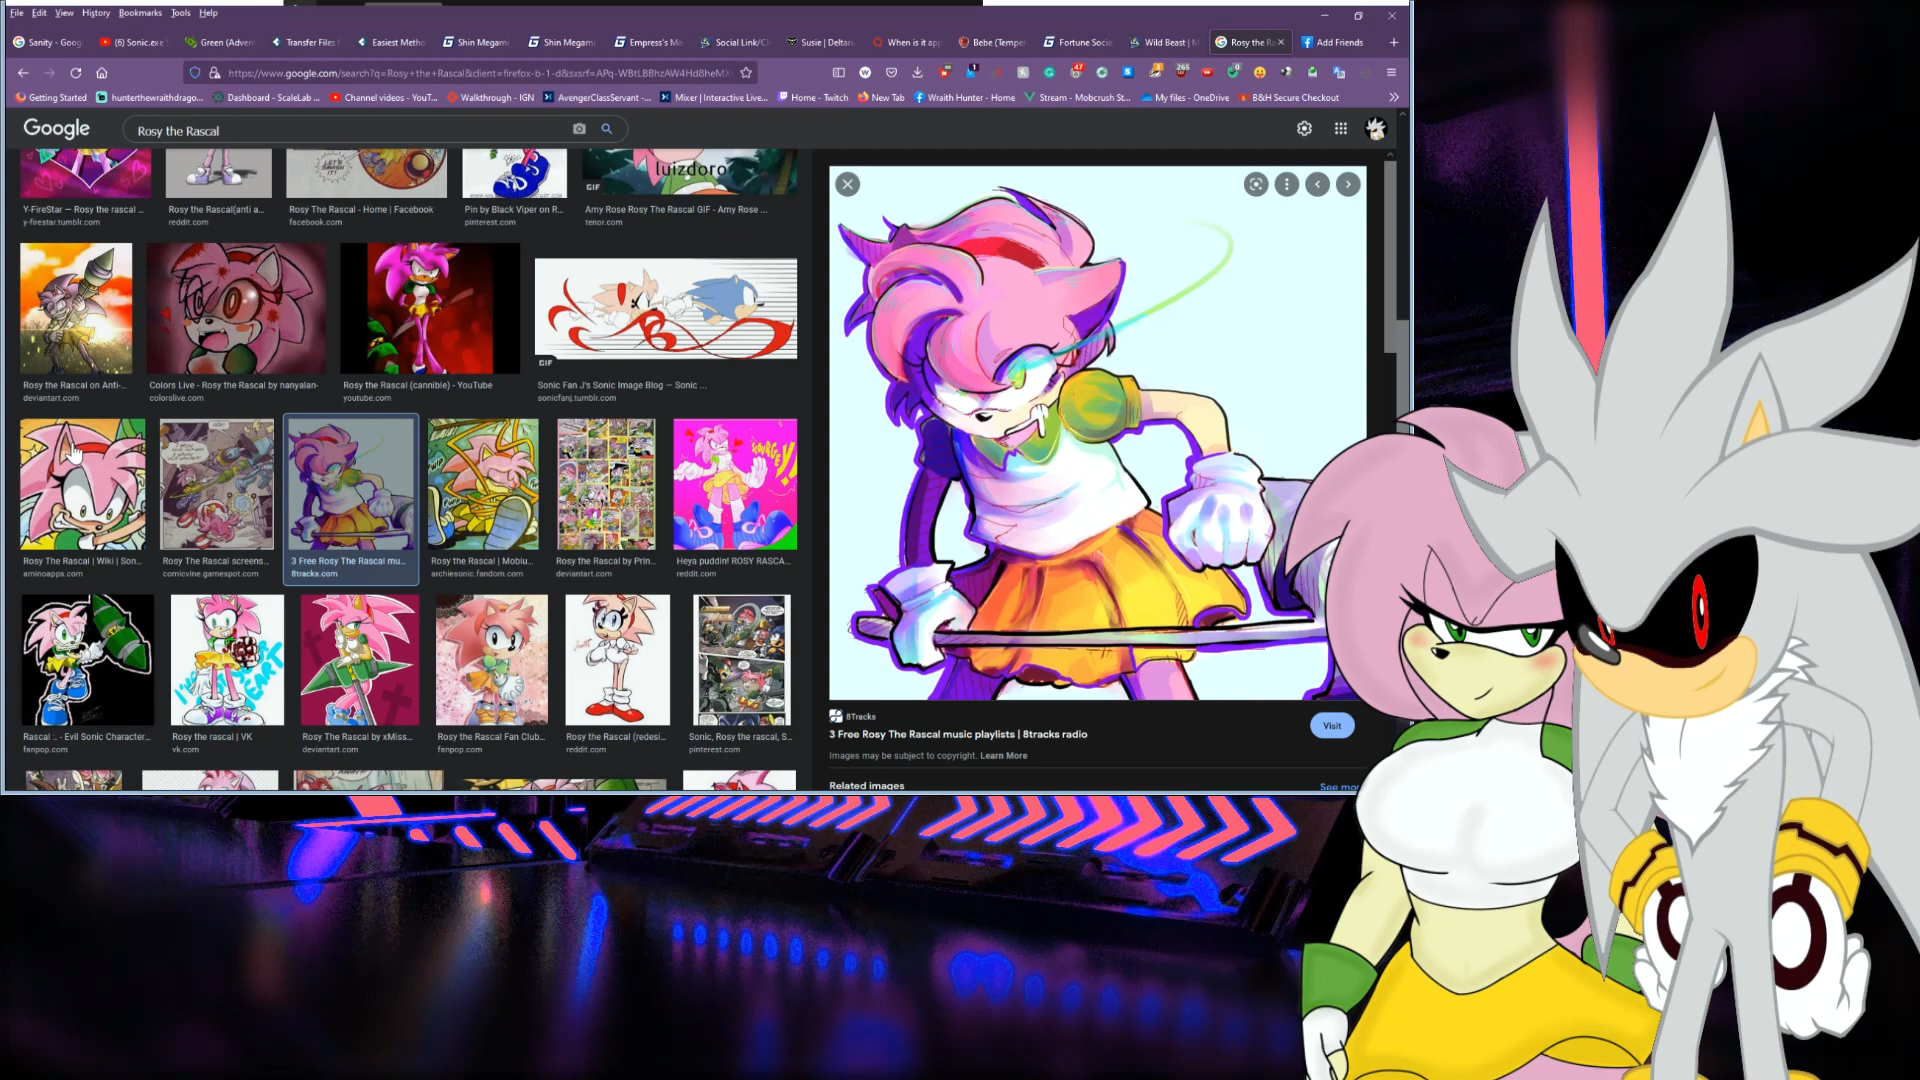 File Edit View History Bookmarks Tools Help
Sanity - Goog
(6) Sonic.exe
Green (Adven
Transfer Files
Easiest Metho
Shin Megami
Shin Megami
Empress's Ma
Social Link/C
Susie | Deltar
When is it app
Bebe (Temper
Fortune Socia
Wild Beast | M
Rosy the Ra
Add Friends
https://www.google.com/search?q=Rosy+the+Rascal&client=firefox-b-1-d&sxsrf=APq-WBtLBBhzAW4Hd8heMX
Getting Started
hunterthewraithdrago...
Dashboard - ScaleLab ...
Channel videos - YouT...
Walkthrough - IGN
AvengerClassServant -...
Mixer | Interactive Live...
Home - Twitch
New Tab
Wraith Hunter - Home
Stream - Mobcrush St...
My files - OneDrive
B&H Secure Checkout
Google
Rosy the Rascal
LET'S SMASH IT!
luizdoro
GIF
Y-FireStar — Rosy the rascal ...
y-firestar.tumblr.com
Rosy the Rascal(anti a...
reddit.com
Rosy The Rascal - Home | Facebook
facebook.com
Pin by Black Viper on R...
pinterest.com
Amy Rose Rosy The Rascal GIF - Amy Rose ...
tenor.com
GIF
Rosy the Rascal on Anti-...
deviantart.com
Colors Live - Rosy the Rascal by nanyalan-
colorslive.com
Rosy the Rascal (cannible) - YouTube
youtube.com
Sonic Fan J's Sonic Image Blog — Sonic ...
sonicfanj.tumblr.com
Rosy The Rascal | Wiki | Son...
aminoapps.com
Rosy The Rascal screens...
comicvine.gamespot.com
3 Free Rosy The Rascal mu...
8tracks.com
Rosy the Rascal | Mobiu...
archiesonic.fandom.com
Rosy the Rascal by Prin...
deviantart.com
Heya puddin! ROSY RASCA...
reddit.com
Rascal :. - Evil Sonic Character...
fanpop.com
Rosy the rascal | VK
vk.com
Rosy The Rascal by xMiss...
deviantart.com
Rosy the Rascal Fan Club...
fanpop.com
Rosy the Rascal (redesi...
reddit.com
Sonic, Rosy the rascal, S...
pinterest.com
8Tracks
3 Free Rosy The Rascal music playlists | 8tracks radio
Visit
Images may be subject to copyright. Learn More
Related images
See mor